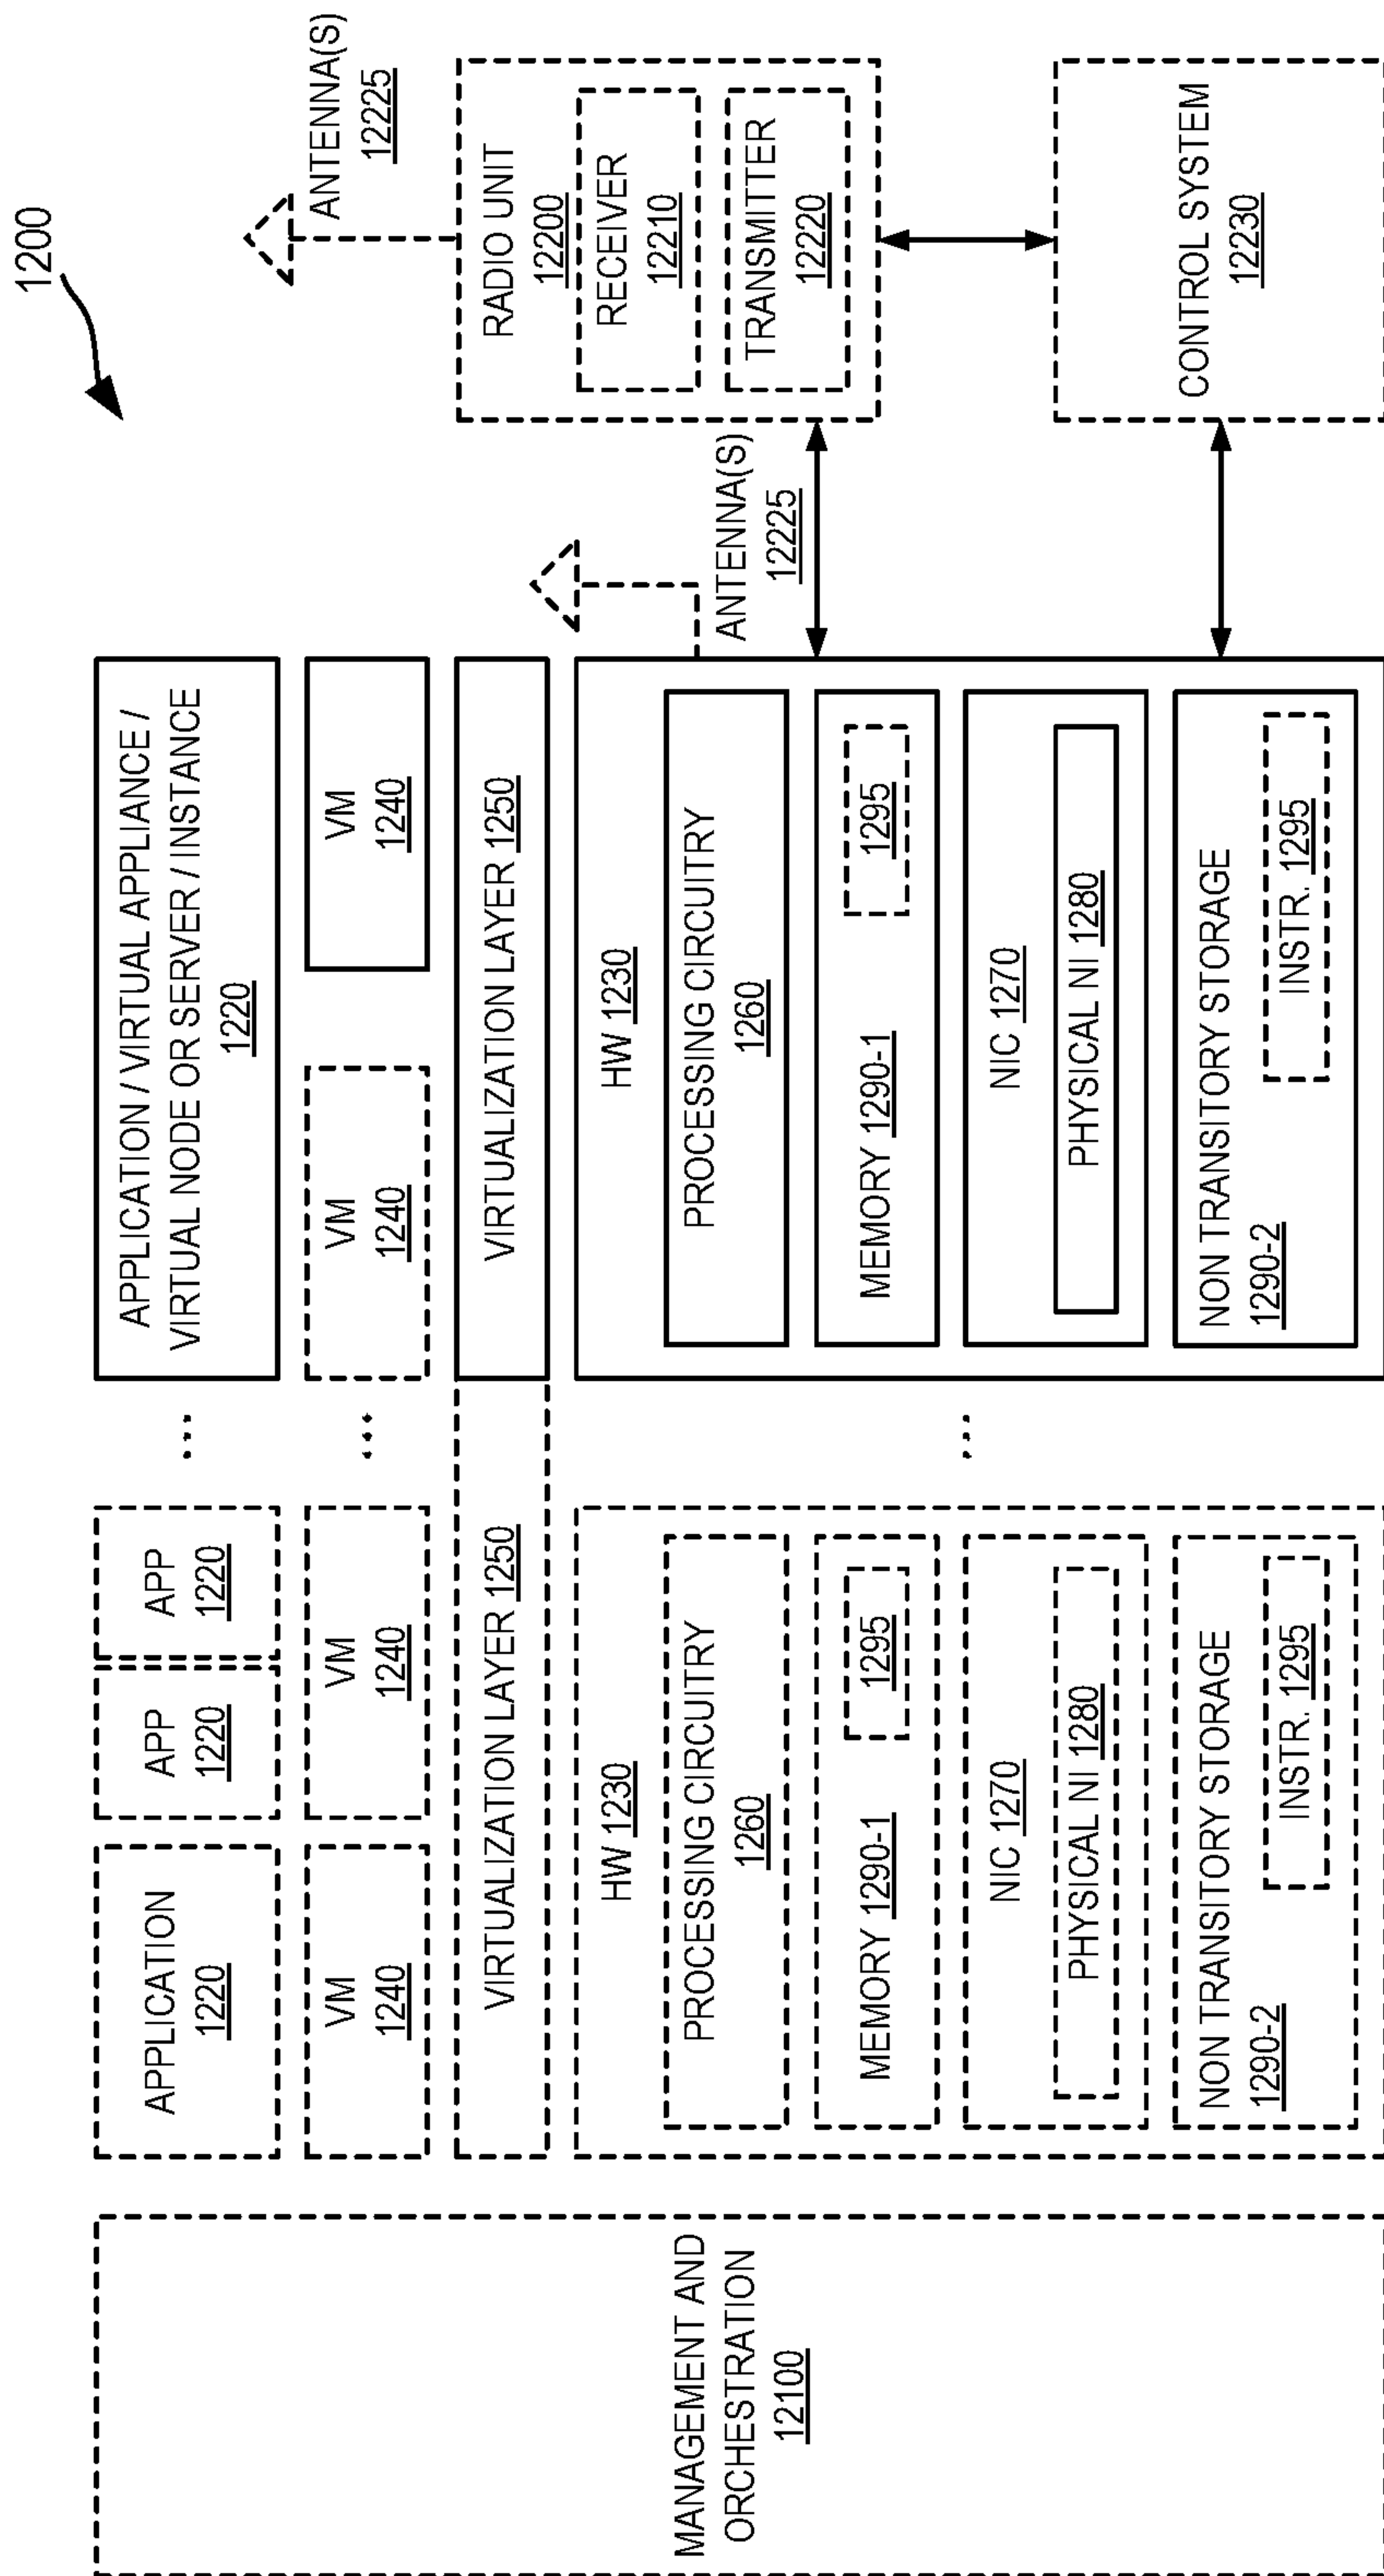 1200
MANAGEMENT AND
ORCHESTRATION
12100
APPLICATION
1220
APP
1220
APP
1220
...
APPLICATION / VIRTUAL APPLIANCE /
VIRTUAL NODE OR SERVER / INSTANCE
1220
VM
1240
VM
1240
...
VM
1240
VM
1240
VIRTUALIZATION LAYER 1250
VIRTUALIZATION LAYER 1250
HW 1230
PROCESSING CIRCUITRY
1260
MEMORY 1290-1
1295
NIC 1270
PHYSICAL NI 1280
NON TRANSITORY STORAGE
1290-2
INSTR. 1295
...
HW 1230
PROCESSING CIRCUITRY
1260
MEMORY 1290-1
1295
NIC 1270
PHYSICAL NI 1280
NON TRANSITORY STORAGE
1290-2
INSTR. 1295
ANTENNA(S)
12225
ANTENNA(S)
12225
RADIO UNIT
12200
RECEIVER
12210
TRANSMITTER
12220
CONTROL SYSTEM
12230